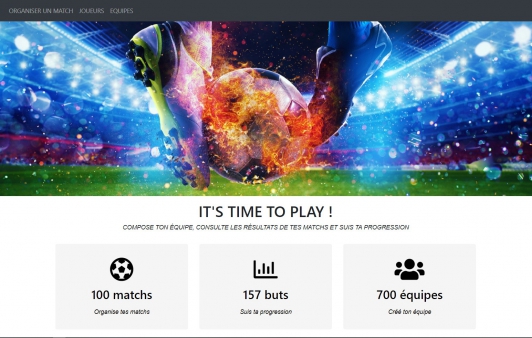 ORGANISER UN MATCH JOUEURS EQUIPES
IT'S TIME TO PLAY !
COMPOSE TON ÉQUIPE, CONSULTE LES RÉSULTATS DE TES MATCHS ET SUIS TA PROGRESSION
100 matchs
Organise tes matchs
157 buts
Suis ta progression
700 équipes
Créé ton équipe